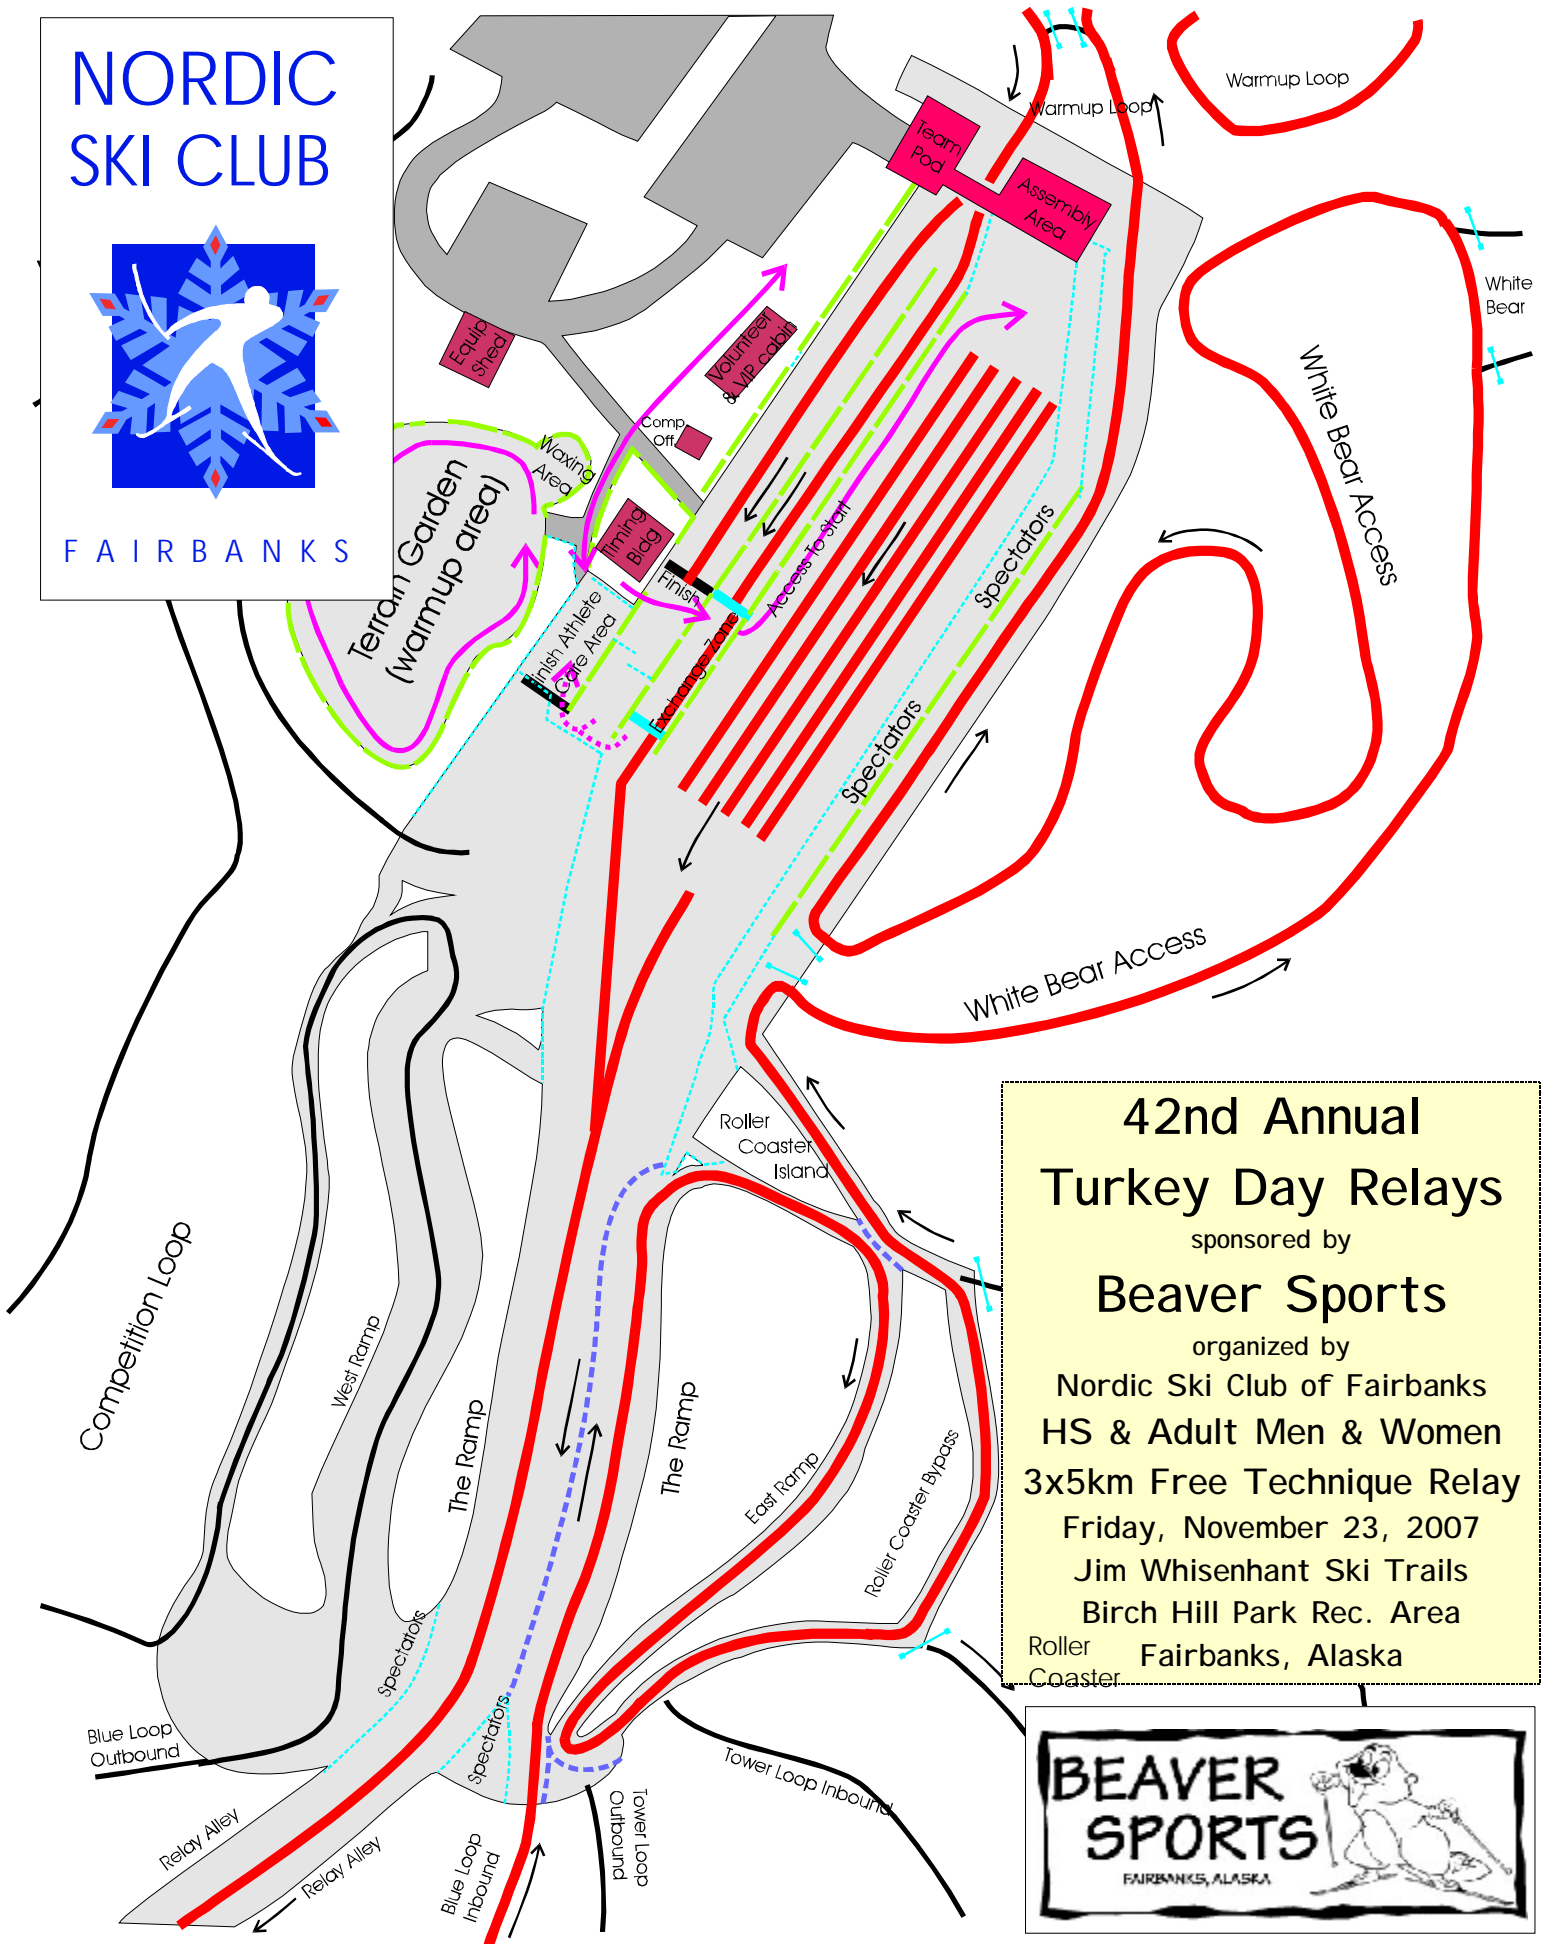 NORDIC
SKI CLUB
FAIRBANKS
Warmup Loop
Warmup Loop
Team
Pod
Assembly
Area
White
Bear
Equip
Shed
Volunteer
& VIP cabin
Comp.
Off.
Waxing
Area
Terrain Garden
(warmup area)
Timing
Bldg
Finish
Finish Athlete
Care Area
Exchange Zone
Access To Start
Spectators
Spectators
White Bear Access
White Bear Access
Roller
Coaster
Island
Competition Loop
West Ramp
The Ramp
The Ramp
East Ramp
Roller Coaster Bypass
Spectators
Spectators
Blue Loop
Outbound
Relay Alley
Relay Alley
Blue Loop
Inbound
Tower Loop
Outbound
Tower Loop Inbound
Roller
Coaster
42nd Annual
Turkey Day Relays
sponsored by
Beaver Sports
organized by
Nordic Ski Club of Fairbanks
HS & Adult Men & Women
3x5km Free Technique Relay
Friday, November 23, 2007
Jim Whisenhant Ski Trails
Birch Hill Park Rec. Area
Fairbanks, Alaska
BEAVER
SPORTS
FAIRBANKS, ALASKA